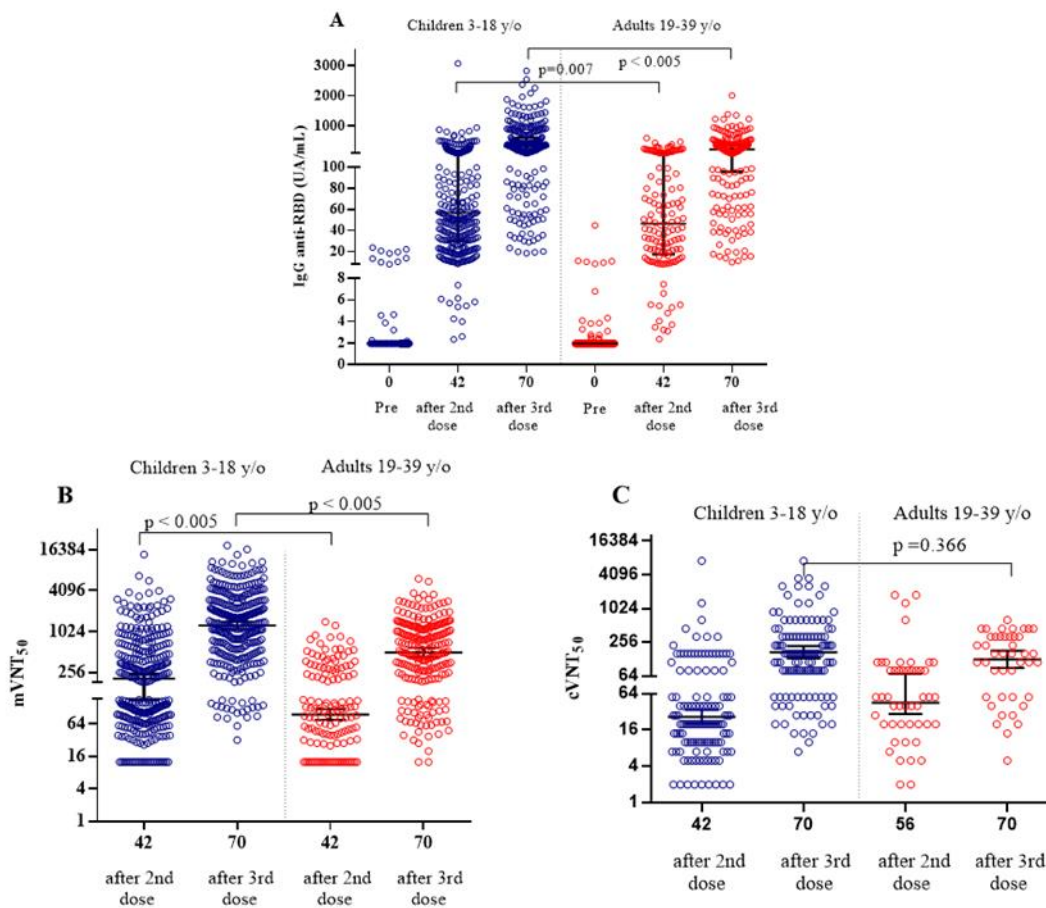 A
Children 3-18 y/o
Adults 19-39 y/o
p < 0.005
p=0.007
IgG anti-RBD (UA/mL)
3000
2000
1000
100
80
60
40
20
8
6
4
2
0
0 42 70 0 42 70
Pre after 2nd dose after 3rd dose Pre after 2nd dose after 3rd dose
B
Children 3-18 y/o Adults 19-39 y/o
p < 0.005
p < 0.005
mVNT50
16384
4096
1024
256
64
16
4
1
42 70 42 70
after 2nd dose after 3rd dose after 2nd dose after 3rd dose
C
Children 3-18 y/o Adults 19-39 y/o
p =0.366
cVNT50
16384
4096
1024
256
64
64
16
4
1
42 70 56 70
after 2nd dose after 3rd dose after 2nd dose after 3rd dose